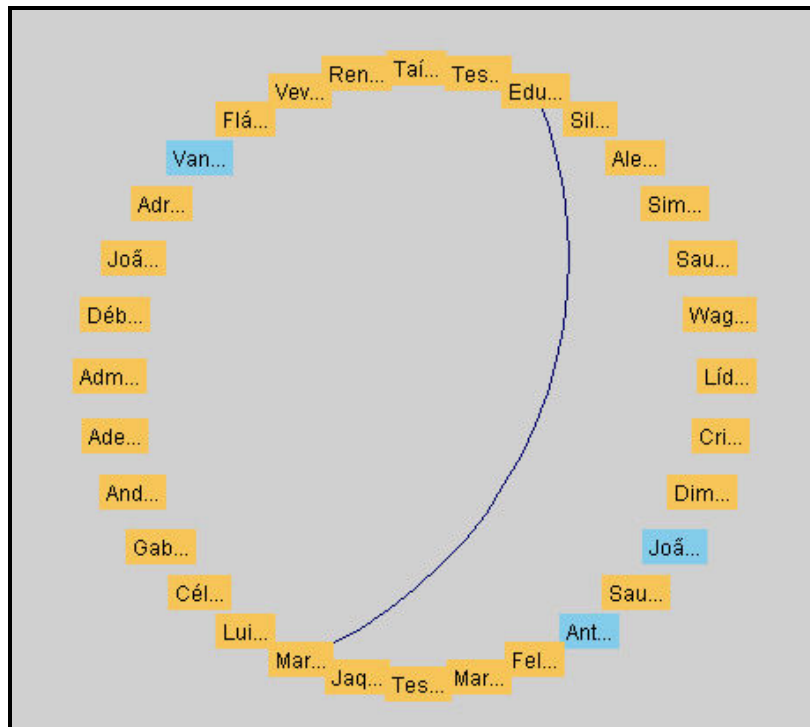 Taí...
Tes...
Edu...
Sil...
Ale...
Sim...
Sau...
Wag...
Líd...
Cri...
Dim...
Joã...
Sau...
Ant...
Fel...
Mar...
Tes...
Jaq...
Mar...
Lui...
Cél...
Gab...
And...
Ade...
Adm...
Déb...
Joã...
Adr...
Van...
Flá...
Vev...
Ren...